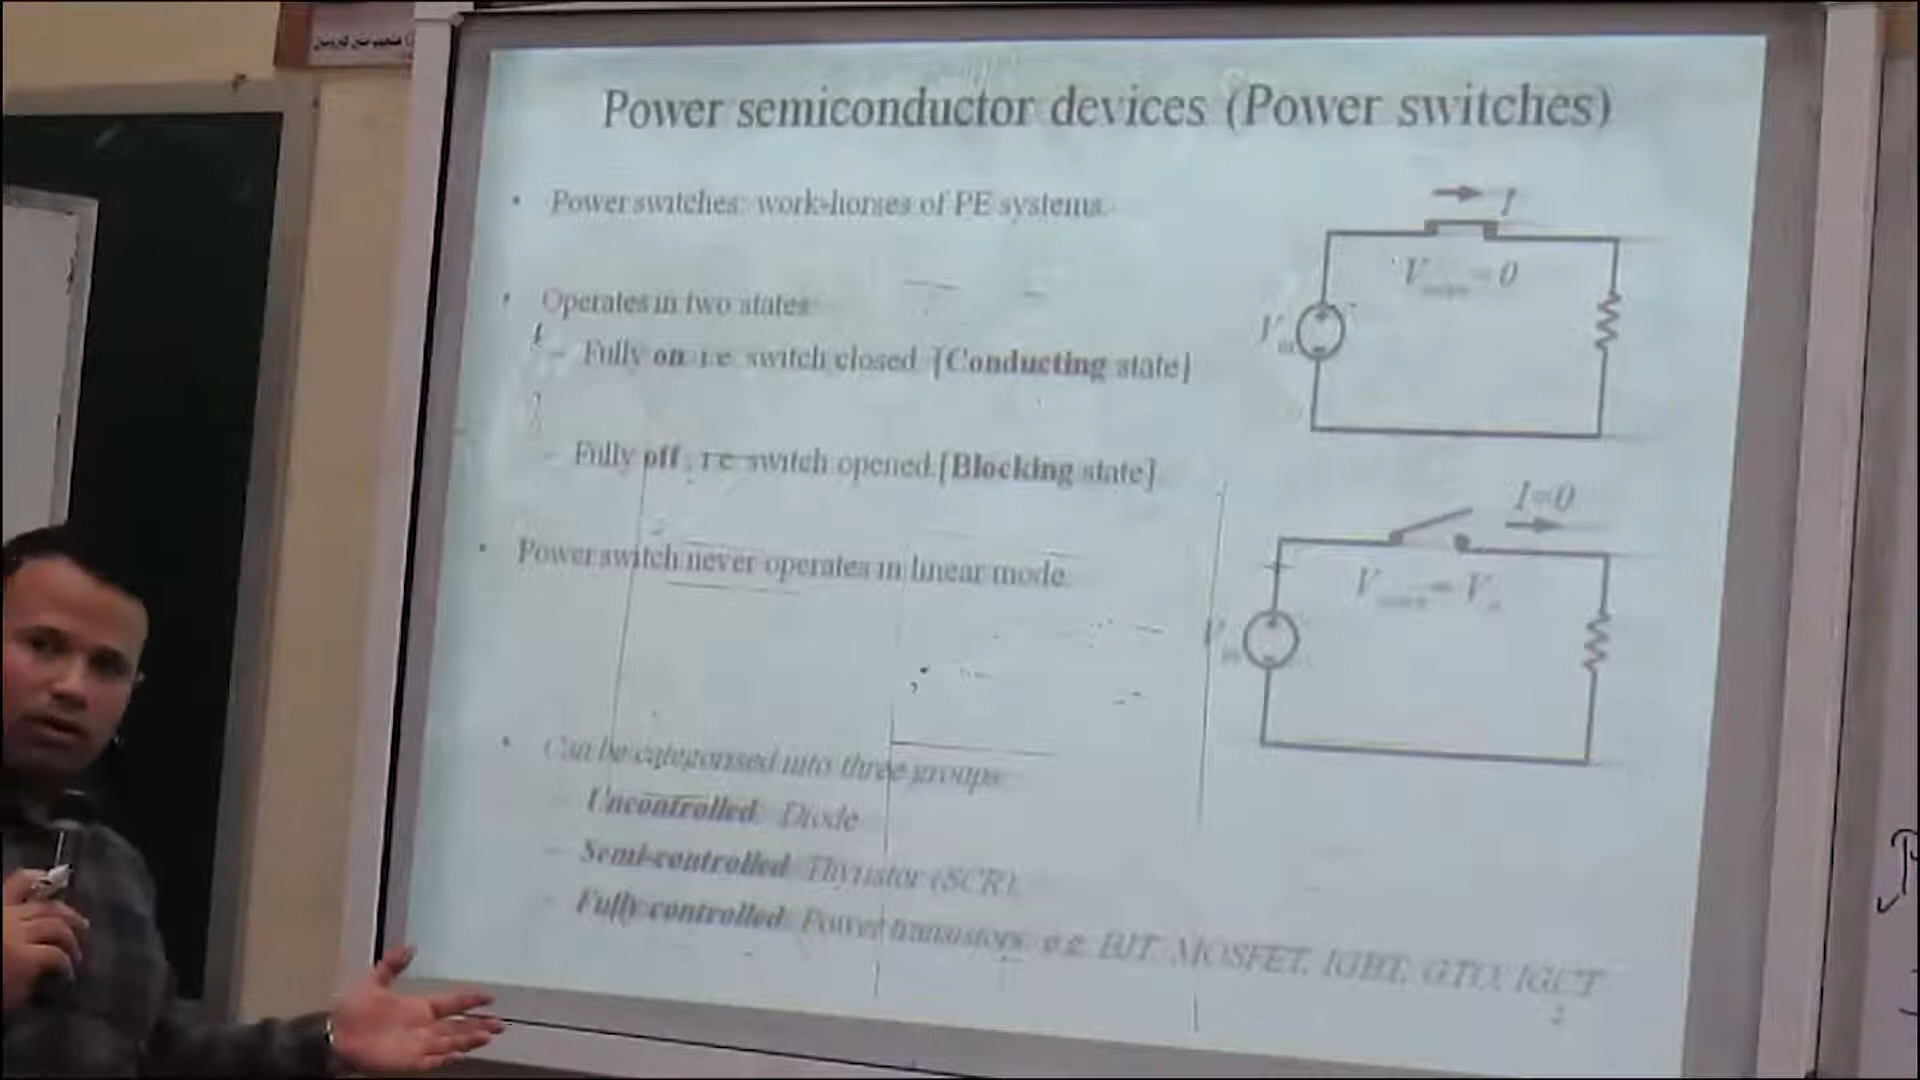 Power semiconductor devices (Power switches)
• Power switches: work-horses of PE systems.
• Operates in two states:
– Fully on. i.e. switch closed. [Conducting state]
– Fully off, i.e. switch opened.[Blocking state]
• Power switch never operates in linear mode.
• Can be categorised into three groups:
– Uncontrolled: Diode
– Semi-controlled: Thyristor (SCR).
– Fully controlled: Power transistors: e.g. BJT, MOSFET, IGBT, GTO, IGCT
I
V = 0
V
I=0
V = V
V
2